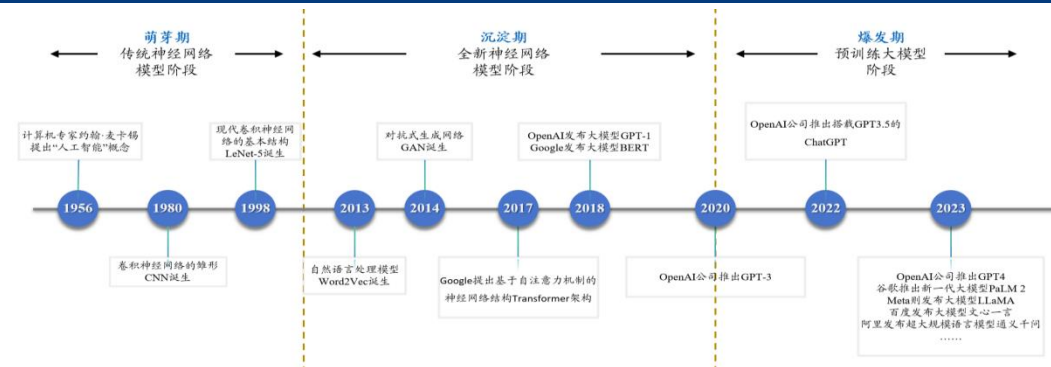 萌芽期
传统神经网络
模型阶段
沉淀期
全新神经网络
模型阶段
爆发期
预训练大模型
阶段
计算机专家约翰·麦卡锡
提出“人工智能”概念
现代卷积神经网
络的基本结构
LeNet-5诞生
对抗式生成网络
GAN诞生
OpenAI发布大模型GPT-1
Google发布大模型BERT
OpenAI公司推出搭载GPT3.5的
ChatGPT
1956
1980
1998
2013
2014
2017
2018
2020
2022
2023
卷积神经网络的雏形
CNN诞生
自然语言处理模型
Word2Vec诞生
Google提出基于自注意力机制的
神经网络结构Transformer架构
OpenAI公司推出GPT-3
OpenAI公司推出GPT4
谷歌推出新一代大模型PaLM 2
Meta则发布大模型LLaMA
百度发布大模型文心一言
阿里发布超大规模语言模型通义千问
……